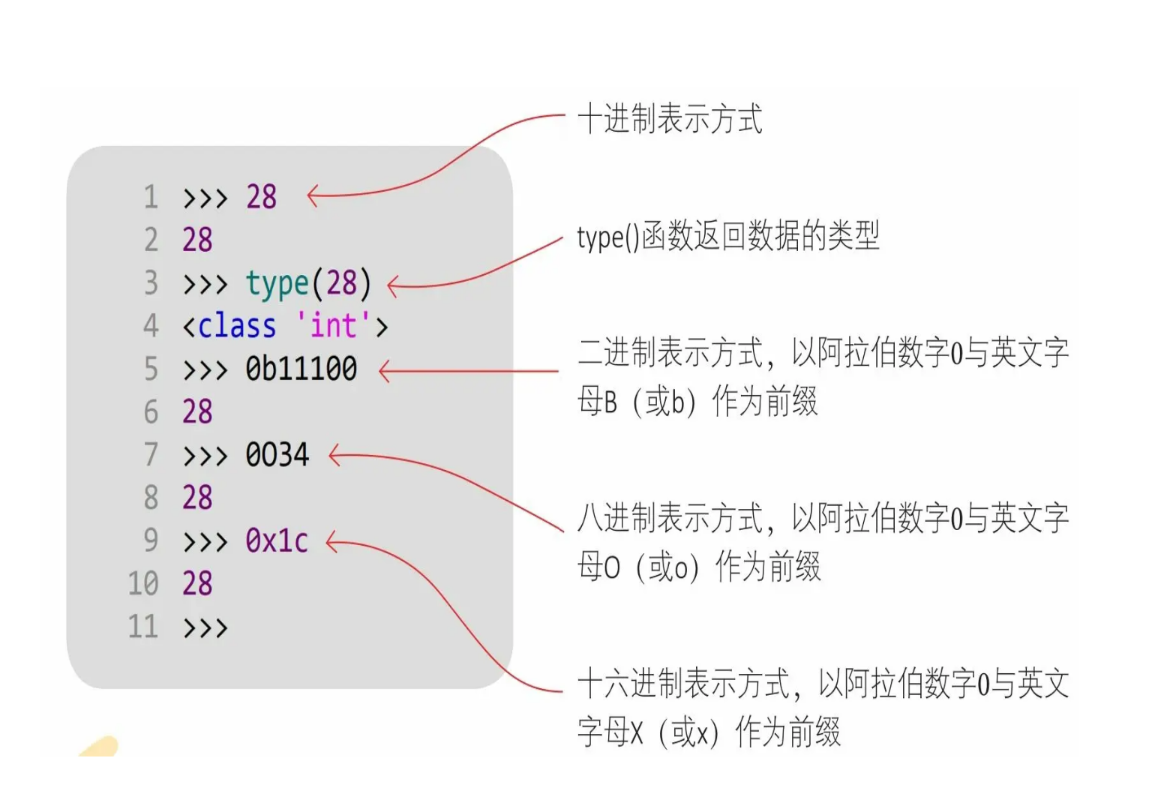 十进制表示方式
1 >>> 28
2 28
type()函数返回数据的类型
3 >>> type(28)
4 <class 'int'>
二进制表示方式，以阿拉伯数字0与英文字
母B（或b）作为前缀
5 >>> 0b11100
6 28
7 >>> 0O34
8 28
八进制表示方式，以阿拉伯数字0与英文字
母O（或o）作为前缀
9 >>> 0x1c
10 28
11 >>>
十六进制表示方式，以阿拉伯数字0与英文
字母X（或x）作为前缀